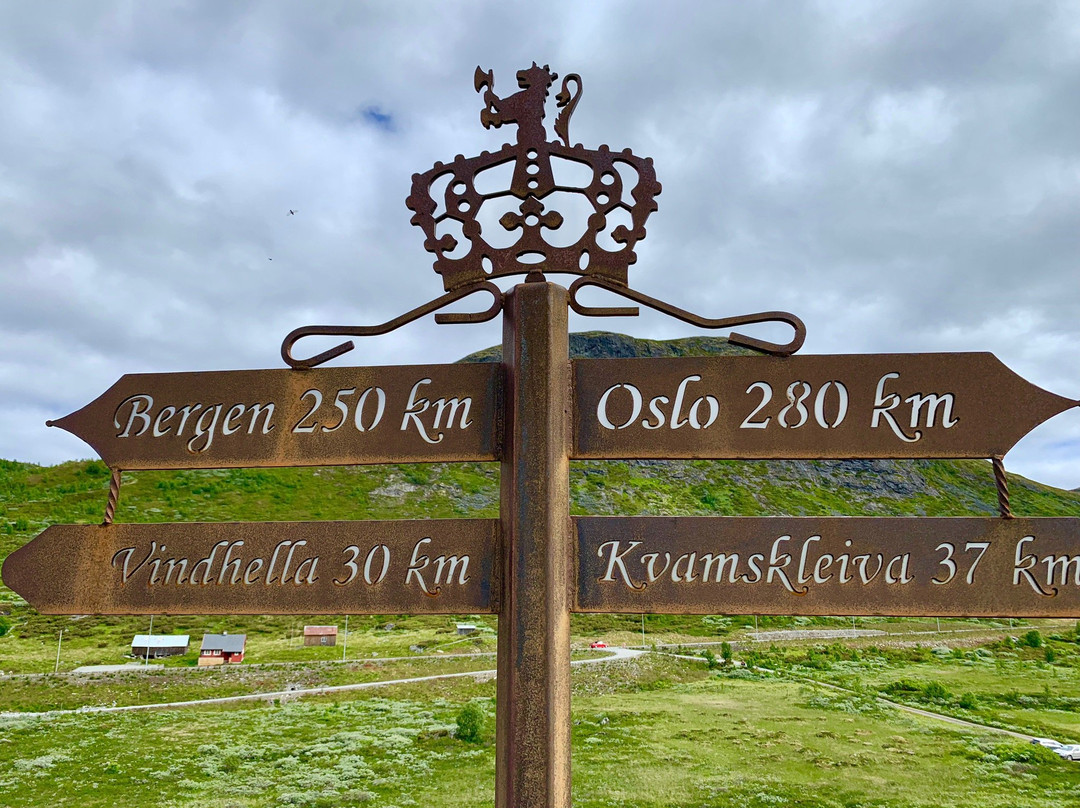 Bergen 250 km
Oslo 280 km
Vindhella 30 km
Kvamskleiva 37 km